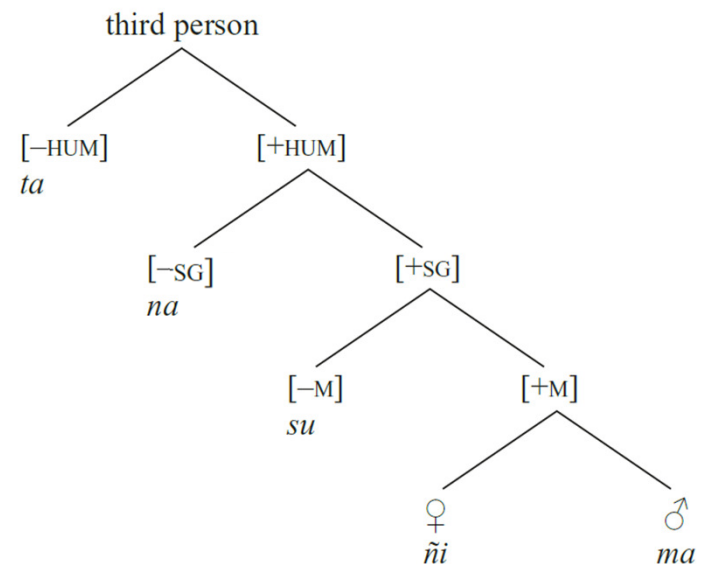 third person
[–HUM] [+HUM]
ta
[–SG] [+SG]
na
[–M] [+M]
su
♀ ♂
ñi ma